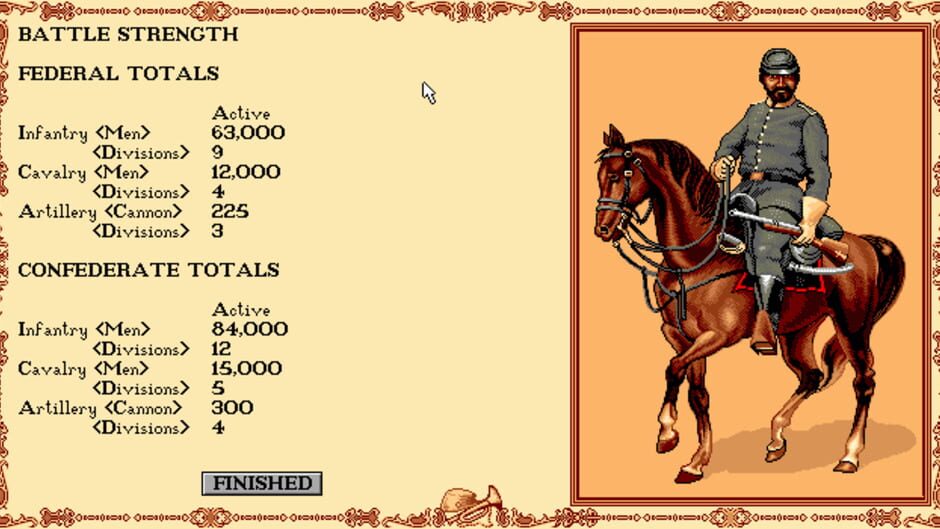 BATTLE STRENGTH
FEDERAL TOTALS
Active
Infantry <Men> 63,000
<Divisions> 9
Cavalry <Men> 12,000
<Divisions> 4
Artillery <Cannon> 225
<Divisions> 3
CONFEDERATE TOTALS
Active
Infantry <Men> 84,000
<Divisions> 12
Cavalry <Men> 15,000
<Divisions> 5
Artillery <Cannon> 300
<Divisions> 4
FINISHED